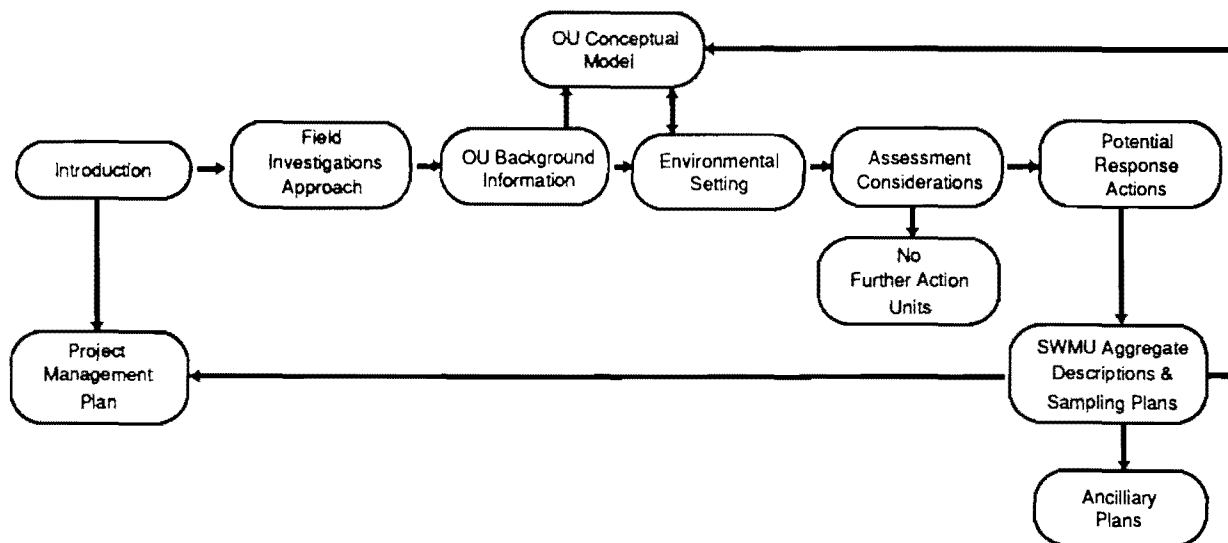 OU Conceptual
Model
Introduction
Field
Investigations
Approach
OU Background
Information
Environmental
Setting
Assessment
Considerations
Potential
Response
Actions
No
Further Action
Units
Project
Management
Plan
SWMU Aggregate
Descriptions &
Sampling Plans
Ancilliary
Plans